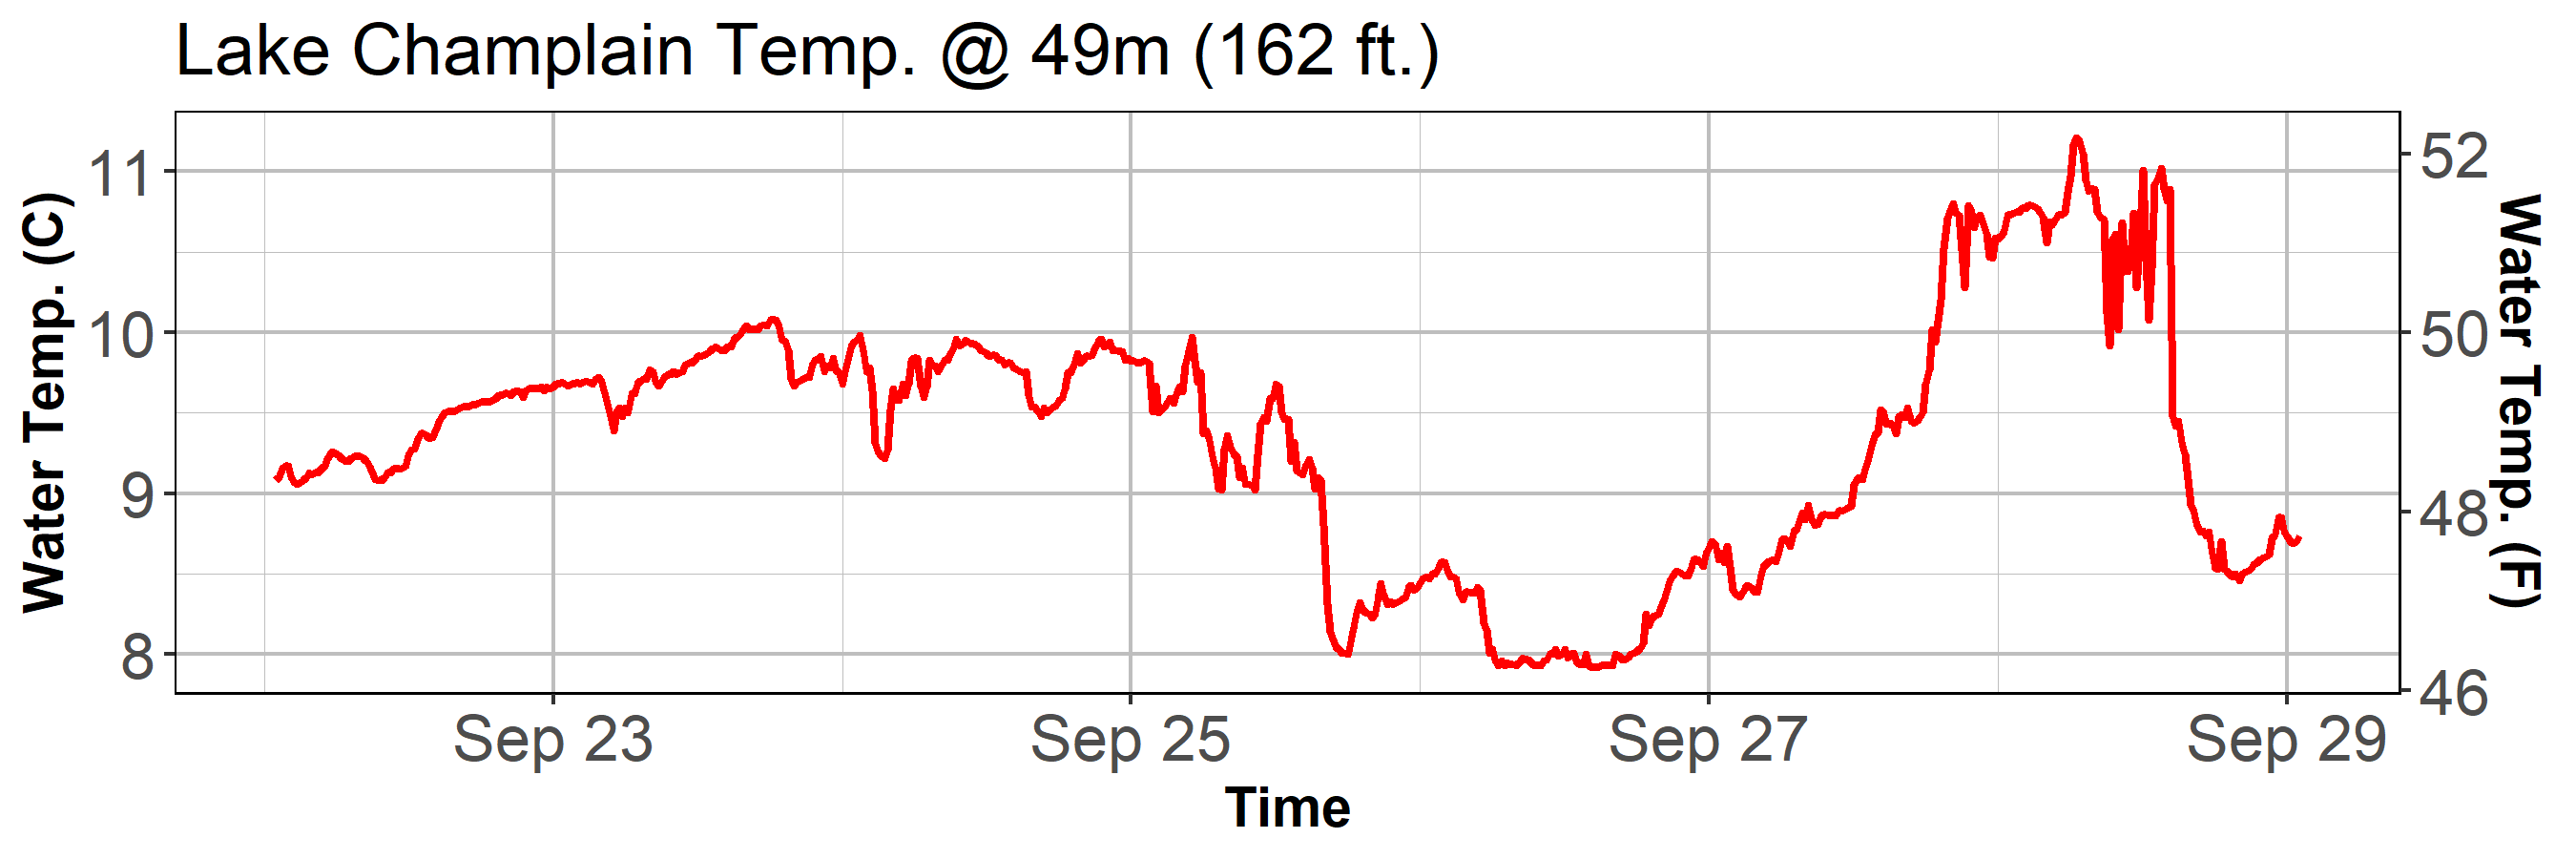 Lake Champlain Temp. @ 49m (162 ft.)
Water Temp. (C)
11
10
9
8
52
50
48
46
Water Temp. (F)
Sep 23 Sep 25 Sep 27 Sep 29
Time